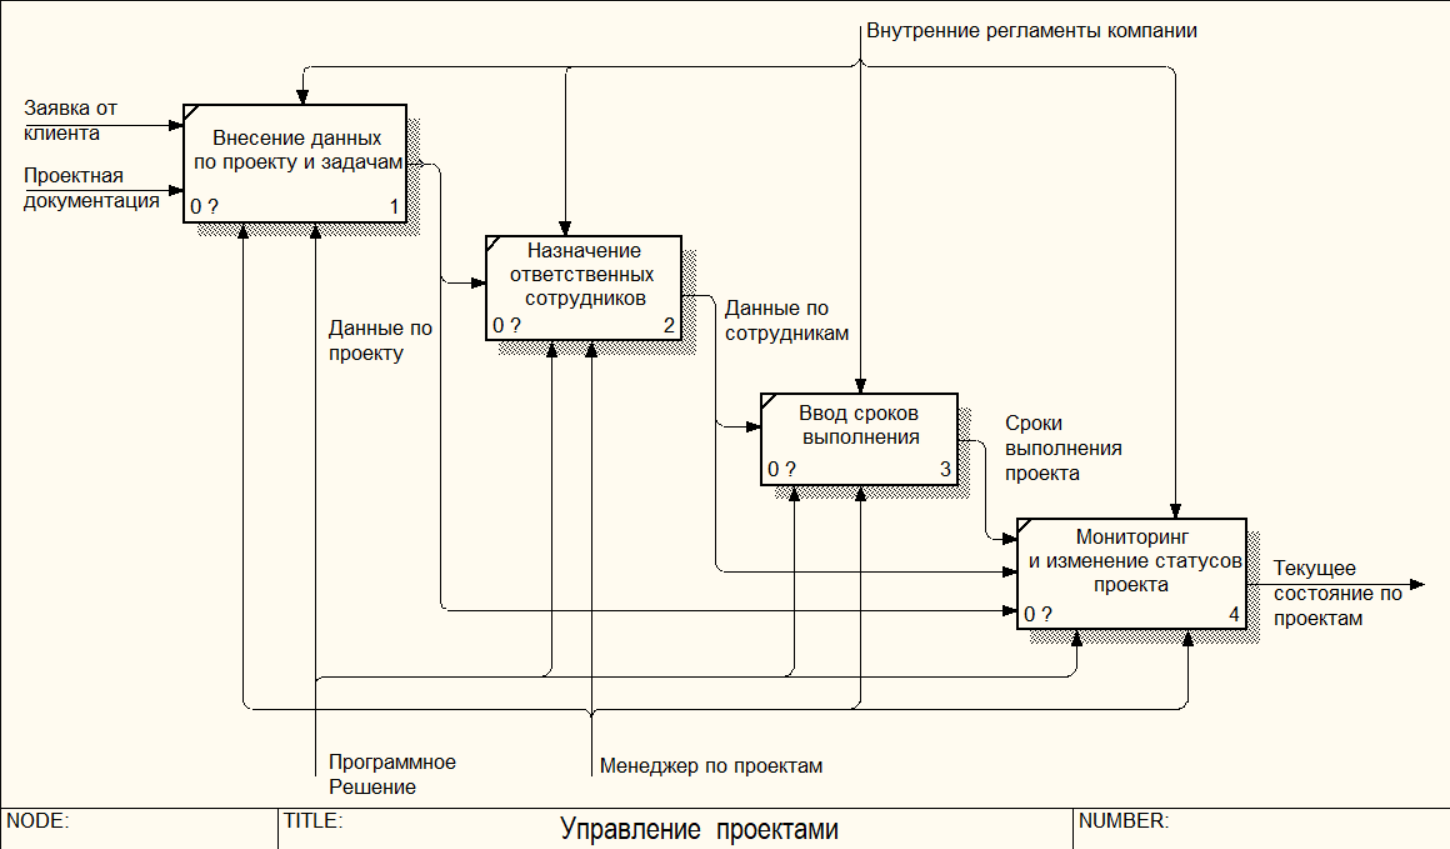 Внутренние регламенты компании
Заявка от
клиента
Проектная
документация
Внесение данных
по проекту и задачам
0 ?
1
Назначение
ответственных
сотрудников
0 ?
2
Данные по
проекту
Данные по
сотрудникам
Ввод сроков
выполнения
0 ?
3
Сроки
выполнения
проекта
Мониторинг
и изменение статусов
проекта
0 ?
4
Текущее
состояние по
проектам
Программное
Решение
Менеджер по проектам
NODE:
TITLE:
Управление проектами
NUMBER: